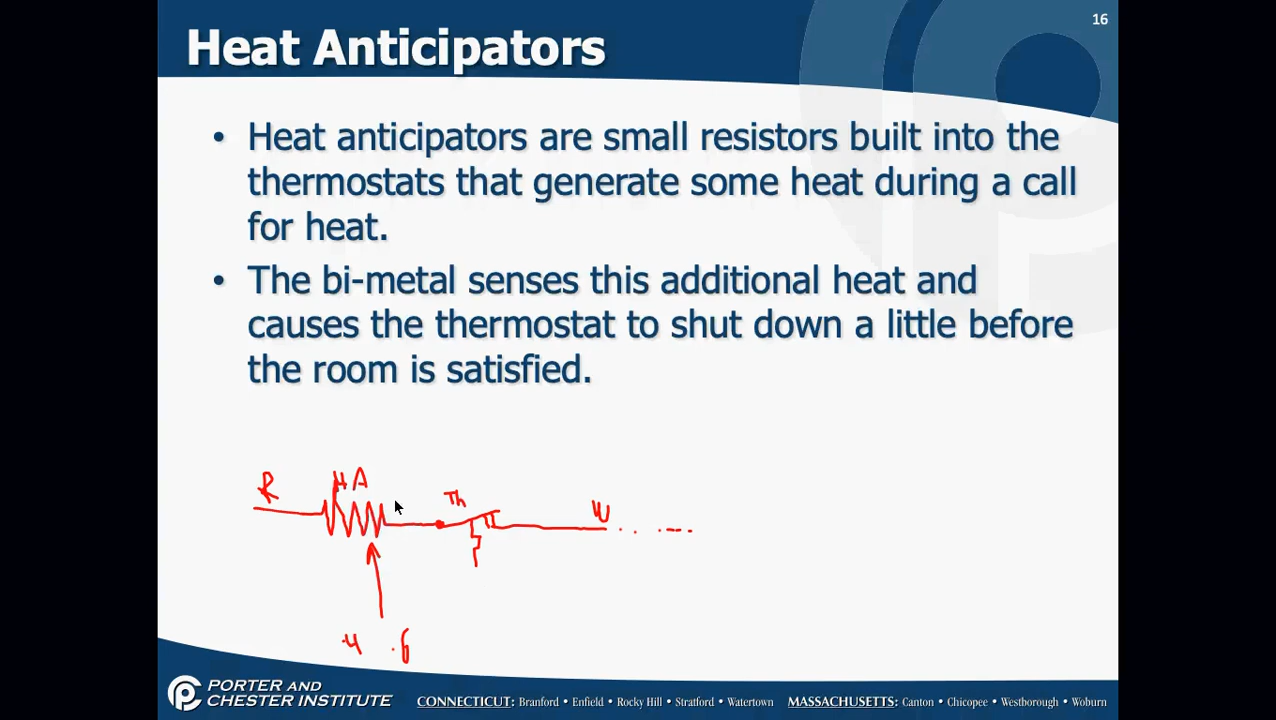 16
Heat Anticipators
• Heat anticipators are small resistors built into the
thermostats that generate some heat during a call
for heat.
• The bi-metal senses this additional heat and
causes the thermostat to shut down a little before
the room is satisfied.
R HA Th W
.4 .6
PORTER AND
CHESTER INSTITUTE
CONNECTICUT: Branford • Enfield • Rocky Hill • Stratford • Watertown MASSACHUSETTS: Canton • Chicopee • Westborough • Woburn